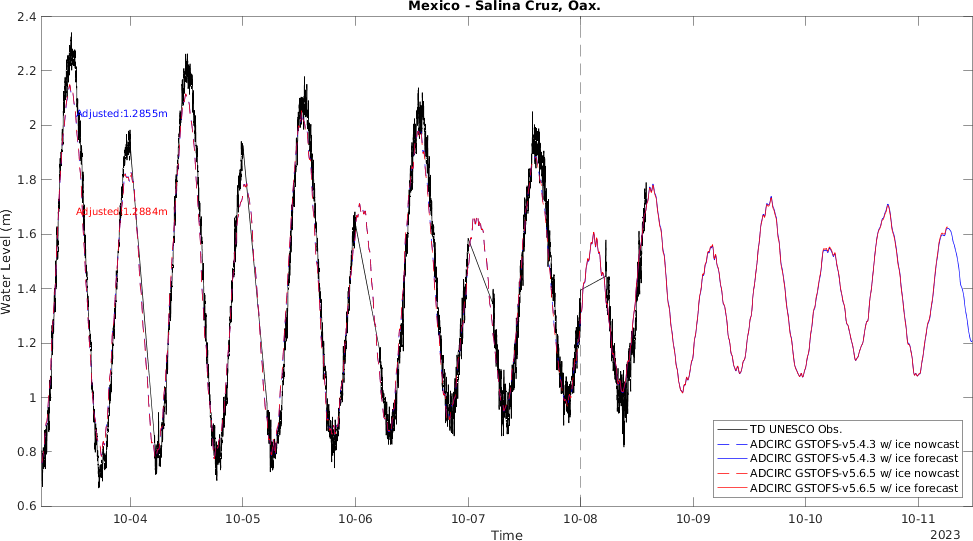 Mexico - Salina Cruz, Oax.
2.4
2.2
2
1.8
1.6
1.4
1.2
1
0.8
0.6
Water Level (m)
Adjusted:1.2855m
Adjusted:1.2884m
TD UNESCO Obs.
ADCIRC GSTOFS-v5.4.3 w/ ice nowcast
ADCIRC GSTOFS-v5.4.3 w/ ice forecast
ADCIRC GSTOFS-v5.6.5 w/ ice nowcast
ADCIRC GSTOFS-v5.6.5 w/ ice forecast
10-04 10-05 10-06 10-07 10-08 10-09 10-10 10-11
Time
2023